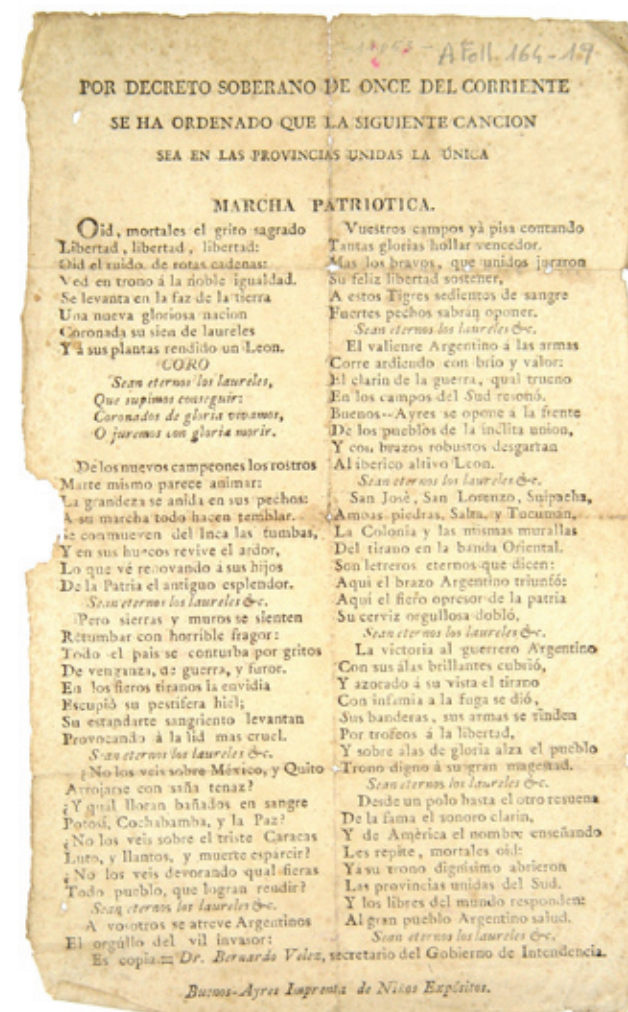 A Foll. 164-19
POR DECRETO SOBERANO DE ONCE DEL CORRIENTE
SE HA ORDENADO QUE LA SIGUIENTE CANCION
SEA EN LAS PROVINCIAS UNIDAS LA ÚNICA
MARCHA PATRIOTICA.
Oid, mortales el grito sagrado
Libertad, libertad, libertad:
Oid el ruido de rotas cadenas:
Ved en trono á la noble igualdad.
Se levanta en la faz de la tierra
Una nueva gloriosa nacion
Coronada su sien de laureles
Y á sus plantas rendido un Leon.
CORO
Sean eternos los laureles,
Que supimos conseguir:
Coronados de gloria vivamos,
O juremos con gloria morir.
De los nuevos campeones los rostros
Marte mismo parece animar:
La grandeza se anida en sus pechos:
A su marcha todo hacen temblar.
Se conmueven del Inca las tumbas,
Y en sus huecos revive el ardor,
Lo que vé renovando á sus hijos
De la Patria el antiguo esplendor.
Sean eternos los laureles &c.
Pero sierras y muros se sienten
Retumbar con horrible fragor:
Todo el pais se conturba por gritos
De venganza, de guerra, y furor.
En los fieros tiranos la envidia
Escupió su pestifera hiel;
Su estandarte sangriento levantan
Provocando á la lid mas cruel.
Sean eternos los laureles &c.
¿No los veis sobre México, y Quito
Arrojarse con saña tenaz?
¿Y qual lloran bañados en sangre
Potosí, Cochabamba, y la Paz?
¿No los veis sobre el triste Caracas
Luto, y llantos, y muerte esparcir?
¿No los veis devorando qual fieras
Todo pueblo, que logran rendir?
Sean eternos los laureles &c.
A vosotros se atreve Argentinos
El orgúllo del vil invasor:
Vuestros campos yà pisa contando
Tantas glorias hollar vencedor.
Mas los bravos, que unidos juraron
Su feliz libertad sostener,
A estos Tigres sedientos de sangre
Fuertes pechos sabrán oponer.
Sean eternos los laureles &c.
El valiente Argentino á las armas
Corre ardiendo con brio y valor:
El clarin de la guerra, qual trueno
En los campos del Sud resonó.
Buenos--Ayres se opone á la frente
De los pueblos de la inclita union,
Y con brazos robustos desgarran
Al iberico altivo Leon.
Sean eternos los laureles &c.
San José, San Lorenzo, Suipacha,
Ambas piedras, Salta, y Tucumán,
La Colonia y las mismas murallas
Del tirano en la banda Oriental.
Son letreros eternos que dicen:
Aqui el brazo Argentino triunfó:
Aqui el fiero opresor de la patria
Su cerviz orgullosa dobló,
Sean eternos los laureles &c.
La victoria al guerrero Argentino
Con sus álas brillantes cubrió,
Y azorado á su vista el tirano
Con infamia a la fuga se dió,
Sus banderas, sus armas se rinden
Por trofeos á la libertad,
Y sobre alas de gloria alza el pueblo
Trono digno á su gran magestad.
Sean eternos los laureles &c.
Desde un polo hasta el otro resuena
De la fama el sonoro clarin,
Y de América el nombre enseñando
Les repite, mortales oid:
Ya su trono dignísimo abrieron
Las provincias unidas del Sud.
Y los libres del mundo responden:
Al gran pueblo Argentino salud.
Sean eternos los laureles &c.
Es copia = Dr. Bernardo Velez, secretario del Gobierno de Intendencia.
Buenos-Ayres Imprenta de Niños Expósitos.